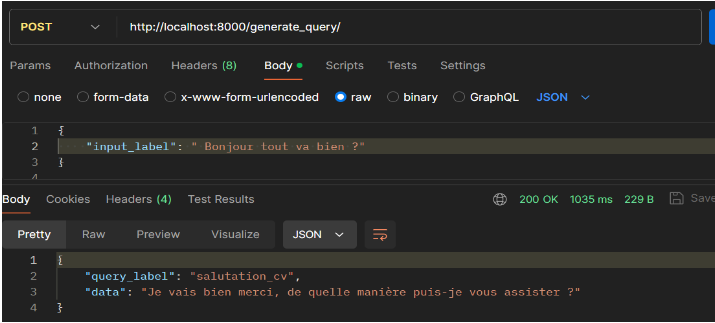 POST http://localhost:8000/generate_query/
Params Authorization Headers (8) Body Scripts Tests Settings
none form-data x-www-form-urlencoded raw binary GraphQL JSON
1 {
2 "input_label": " Bonjour tout va bien ?"
3 }
4
Body Cookies Headers (4) Test Results 200 OK 1035 ms 229 B Save
Pretty Raw Preview Visualize JSON
1 {
2 "query_label": "salutation_cv",
3 "data": "Je vais bien merci, de quelle manière puis-je vous assister ?"
4 }